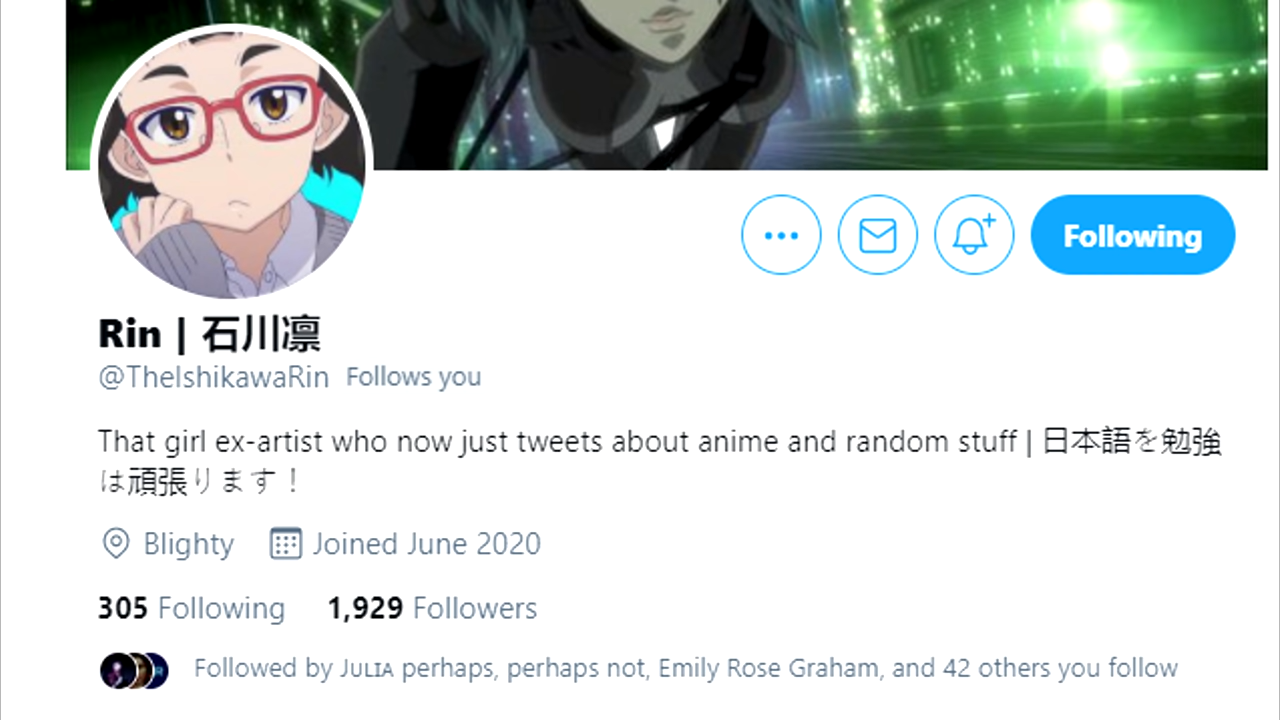 Following
Rin | 石川凛
@TheIshikawaRin Follows you
That girl ex-artist who now just tweets about anime and random stuff | 日本語を勉強
は頑張ります！
Blighty Joined June 2020
305 Following 1,929 Followers
Followed by Jᴜʟɪᴀ perhaps, perhaps not, Emily Rose Graham, and 42 others you follow